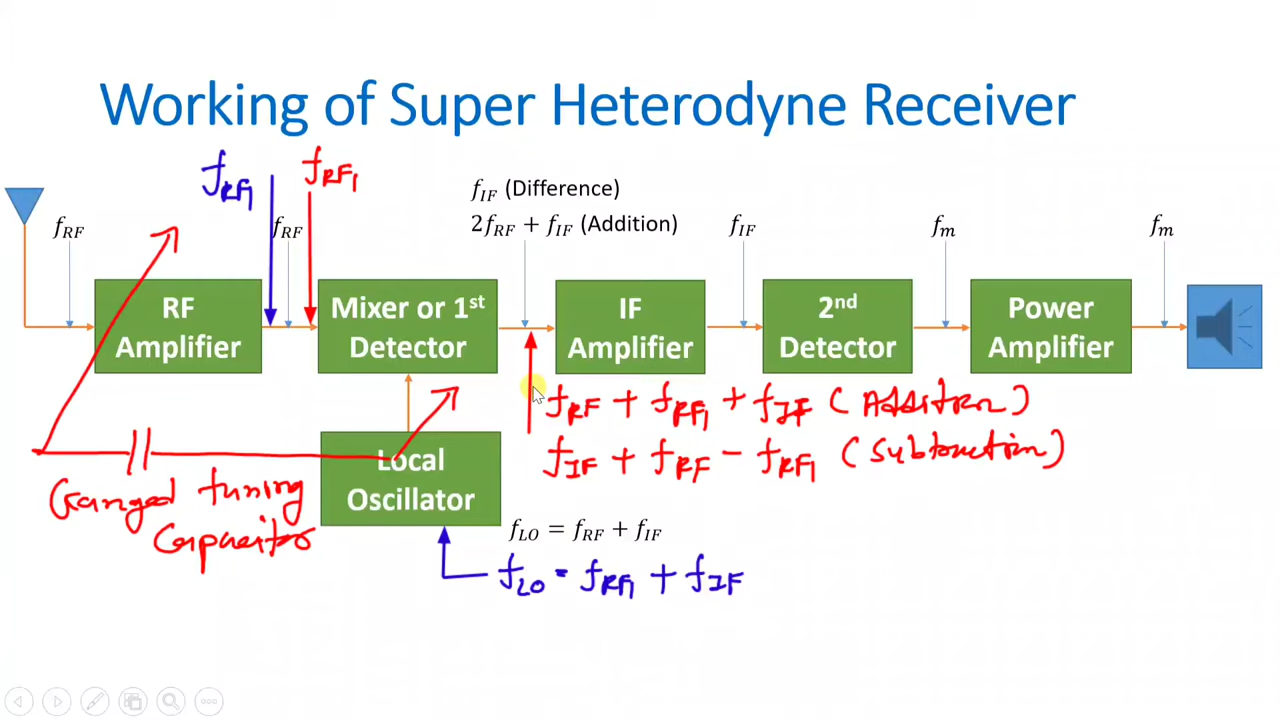 Working of Super Heterodyne Receiver
fRF1
fRF1
fIF (Difference)
2fRF + fIF (Addition)
fRF
fRF
fIF
fm
fm
RF
Amplifier
Mixer or 1st
Detector
IF
Amplifier
2nd
Detector
Power
Amplifier
fRF + fRF1 + fIF (Addition)
fIF + fRF - fRF1 (Subtraction)
Local
Oscillator
Ganged tuning
Capacitor
fLO = fRF + fIF
fLO = fRF1 + fIF